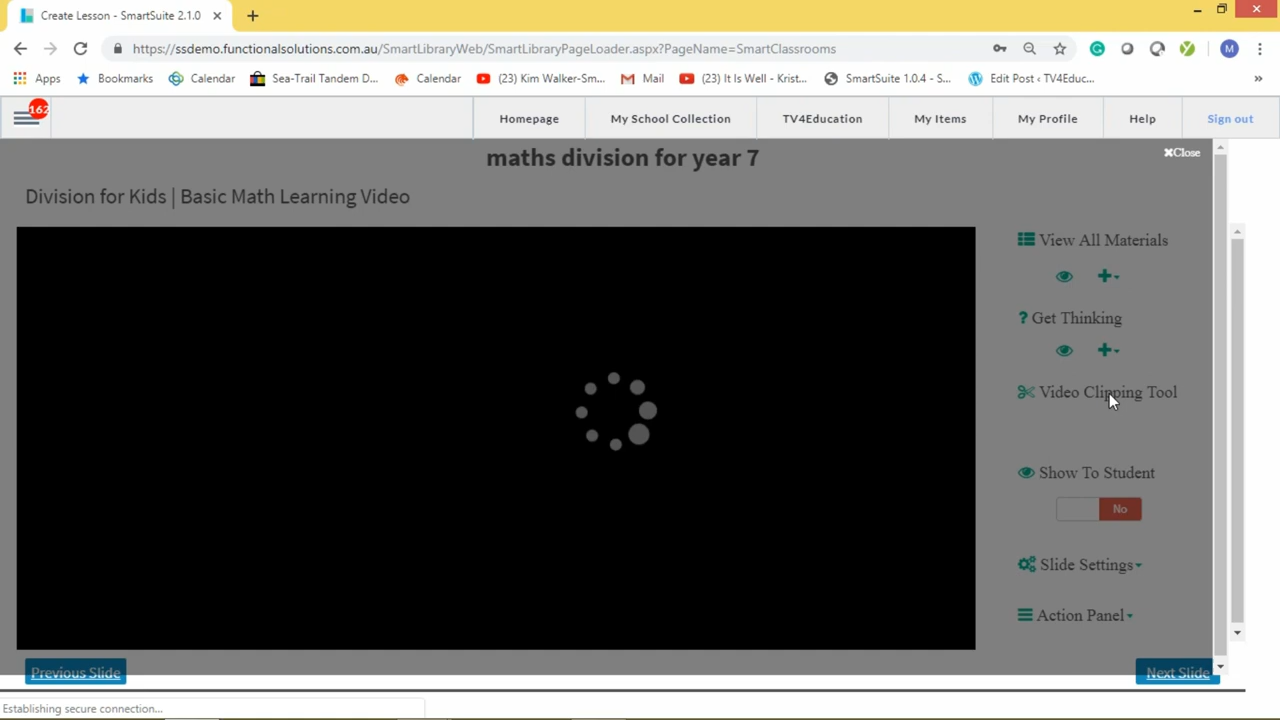 Create Lesson - SmartSuite 2.1.0
https://ssdemo.functionalsolutions.com.au/SmartLibraryWeb/SmartLibraryPageLoader.aspx?PageName=SmartClassrooms
M
Apps Bookmarks Calendar Sea-Trail Tandem D... Calendar (23) Kim Walker-Sm... Mail (23) It Is Well - Krist... SmartSuite 1.0.4 - S... Edit Post ‹ TV4Educ... »
162
Homepage My School Collection TV4Education My Items My Profile Help Sign out
maths division for year 7
Close
Division for Kids | Basic Math Learning Video
View All Materials
? Get Thinking
Video Clipping Tool
Show To Student
No
Slide Settings
Action Panel
Previous Slide Next Slide
Establishing secure connection...